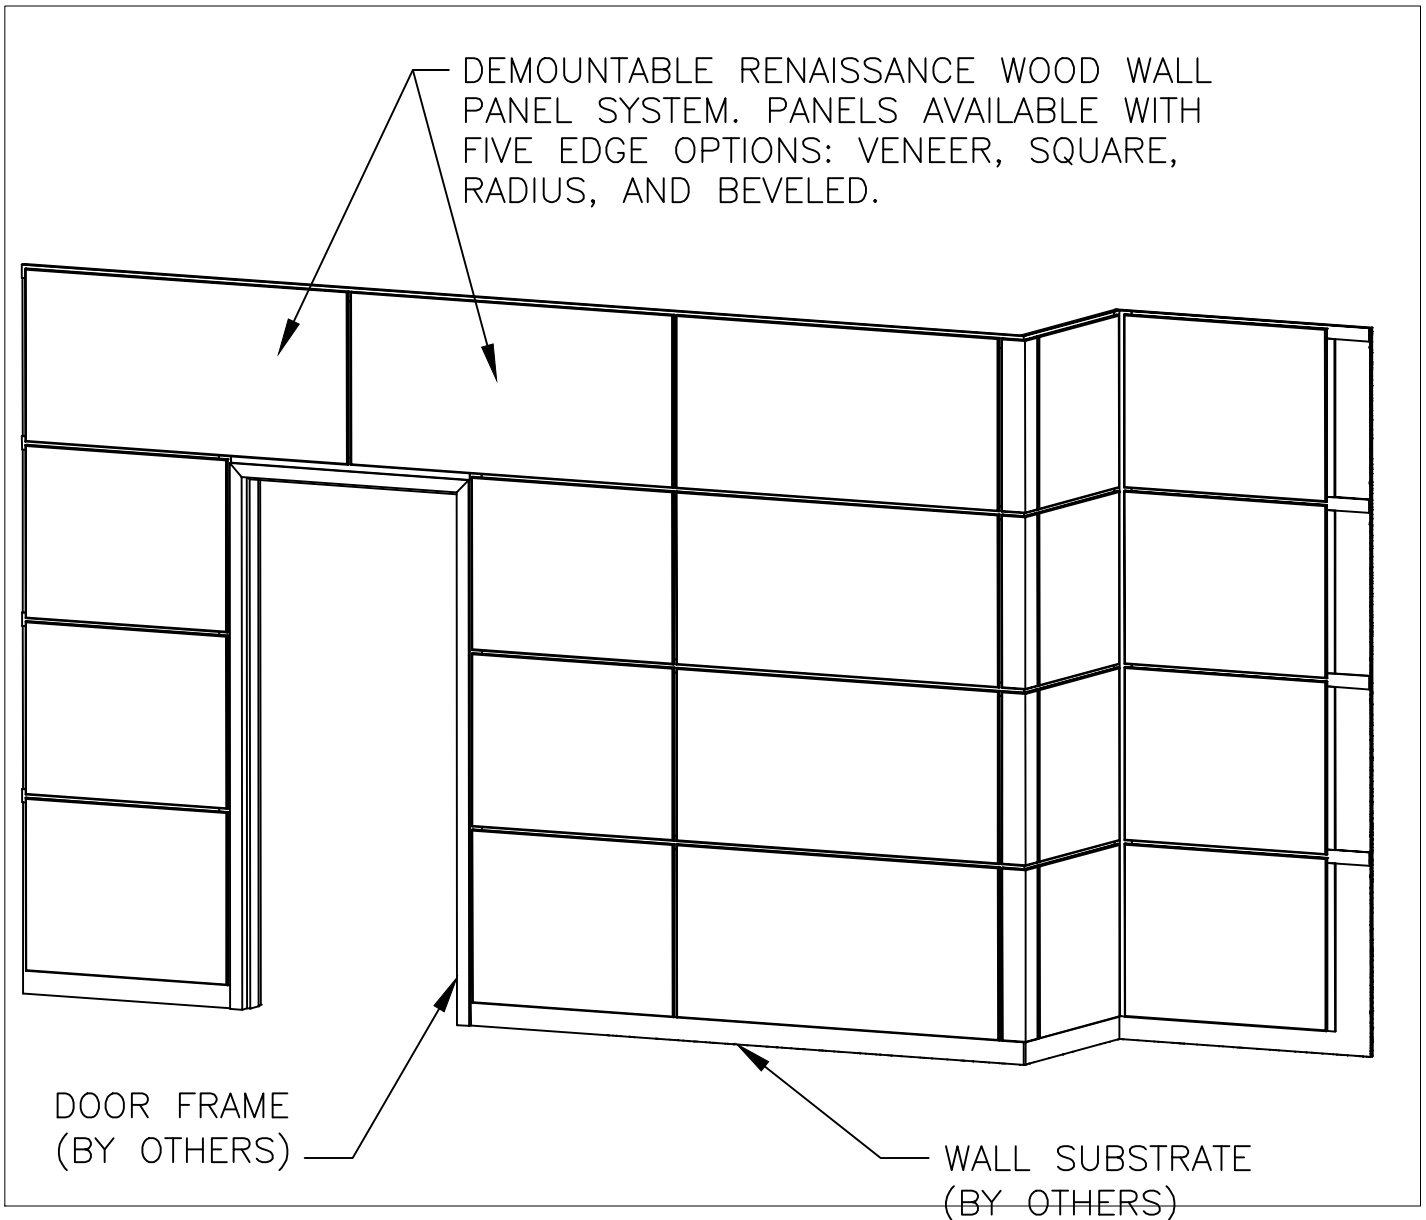 DEMOUNTABLE RENAISSANCE WOOD WALL
PANEL SYSTEM. PANELS AVAILABLE WITH
FIVE EDGE OPTIONS: VENEER, SQUARE,
RADIUS, AND BEVELED.
DOOR FRAME
(BY OTHERS)
WALL SUBSTRATE
(BY OTHERS)